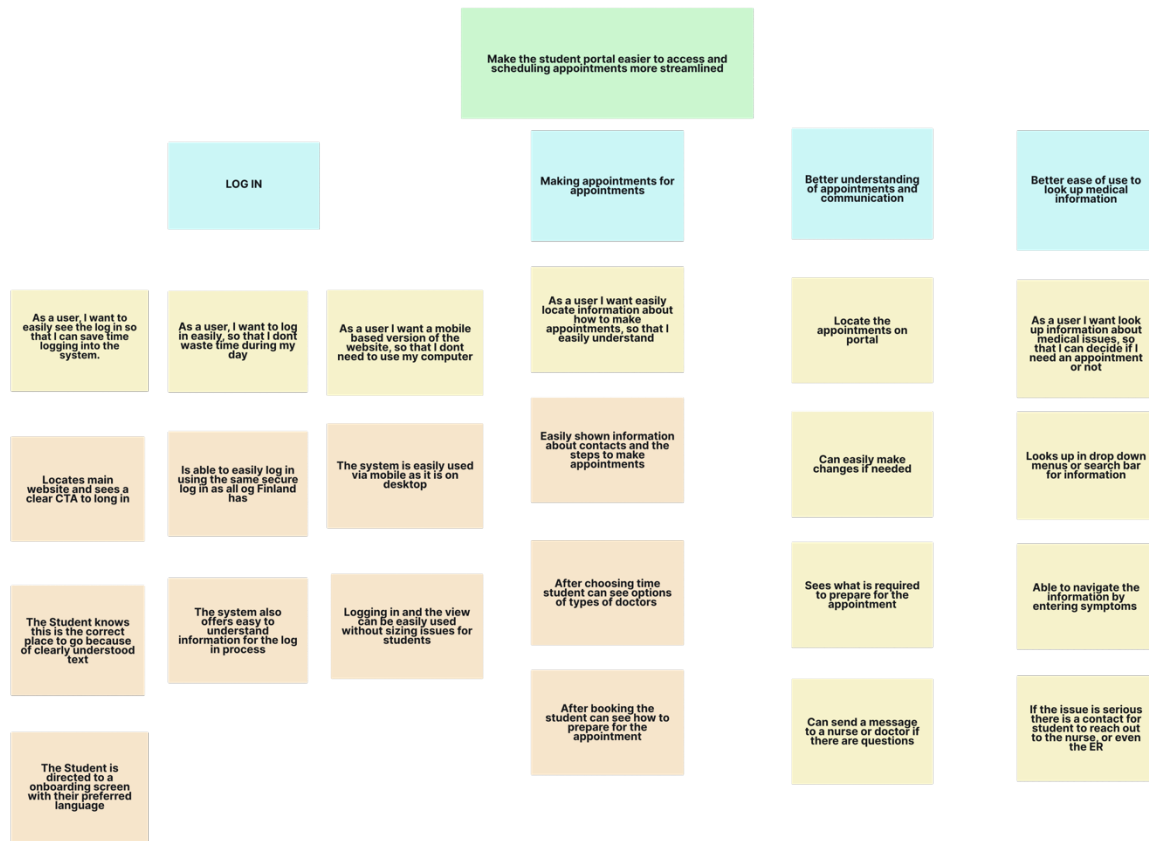 Make the student portal easier to access and
scheduling appointments more streamlined
LOG IN
Making appointments for
appointments
Better understanding
of appointments and
communication
Better ease of use to
look up medical
information
As a user, I want to
easily see the log in so
that I can save time
logging into the
system.
As a user, I want to log
in easily, so that I dont
waste time during my
day
As a user I want a mobile
based version of the
website, so that I dont
need to use my computer
As a user I want easily
locate information about
how to make
appointments, so that I
easily understand
Locate the
appointments on
portal
As a user I want look
up information about
medical issues, so
that I can decide if I
need an appointment
or not
Locates main
website and sees a
clear CTA to long in
Is able to easily log in
using the same secure
log in as all og Finland
has
The system is easily used
via mobile as it is on
desktop
Easily shown information
about contacts and the
steps to make
appointments
Can easily make
changes if needed
Looks up in drop down
menus or search bar
for information
The Student knows
this is the correct
place to go because
of clearly understood
text
The system also
offers easy to
understand
information for the log
in process
Logging in and the view
can be easily used
without sizing issues for
students
After choosing time
student can see options
of types of doctors
Sees what is required
to prepare for the
appointment
Able to navigate the
information by
entering symptoms
The Student is
directed to a
onboarding screen
with their preferred
language
After booking the
student can see how to
prepare for the
appointment
Can send a message
to a nurse or doctor if
there are questions
If the issue is serious
there is a contact for
student to reach out
to the nurse, or even
the ER